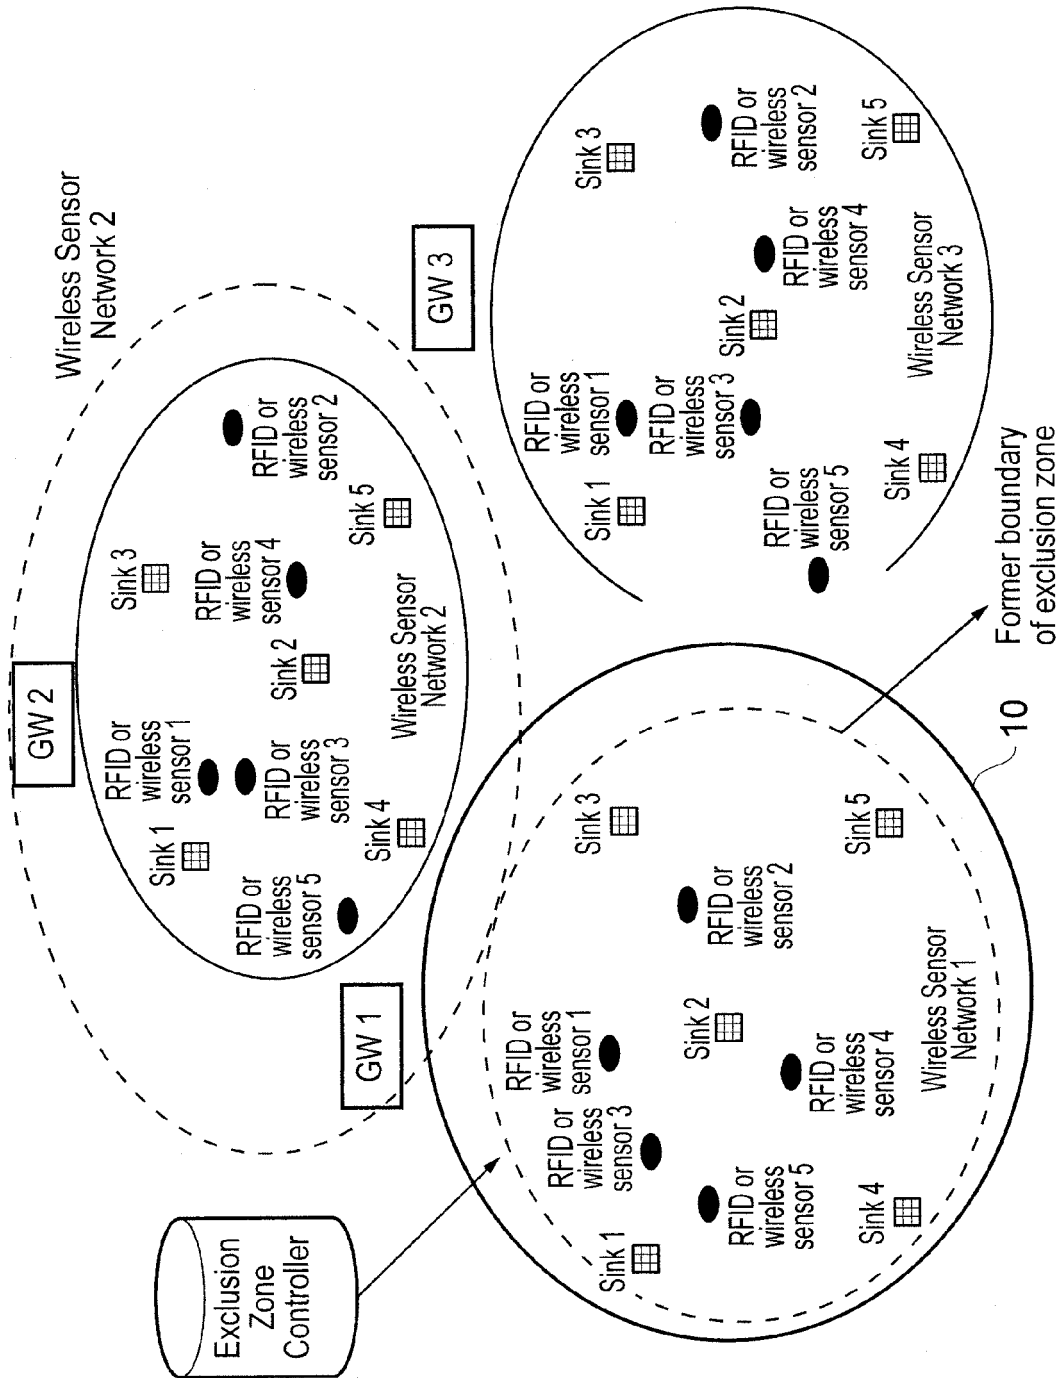 Exclusion
Zone
Controller
GW 1
GW 2
Wireless Sensor
Network 2
RFID or
wireless
sensor 1
Sink 3
Sink 1
RFID or
wireless
sensor 4
RFID or
wireless
sensor 2
RFID or
wireless
sensor 5
RFID or
wireless
sensor 3
Sink 2
Sink 5
Sink 4
Wireless Sensor
Network 2
GW 3
RFID or
wireless
sensor 1
RFID or
wireless
sensor 3
Sink 3
Sink 1
Sink 2
RFID or
wireless
sensor 2
RFID or
wireless
sensor 5
RFID or
wireless
sensor 4
Sink 4
Sink 5
Wireless Sensor
Network 3
RFID or
wireless
sensor 1
RFID or
wireless
sensor 3
Sink 3
Sink 1
Sink 2
RFID or
wireless
sensor 2
RFID or
wireless
sensor 5
RFID or
wireless
sensor 4
Sink 4
Sink 5
Wireless Sensor
Network 1
10
Former boundary
of exclusion zone